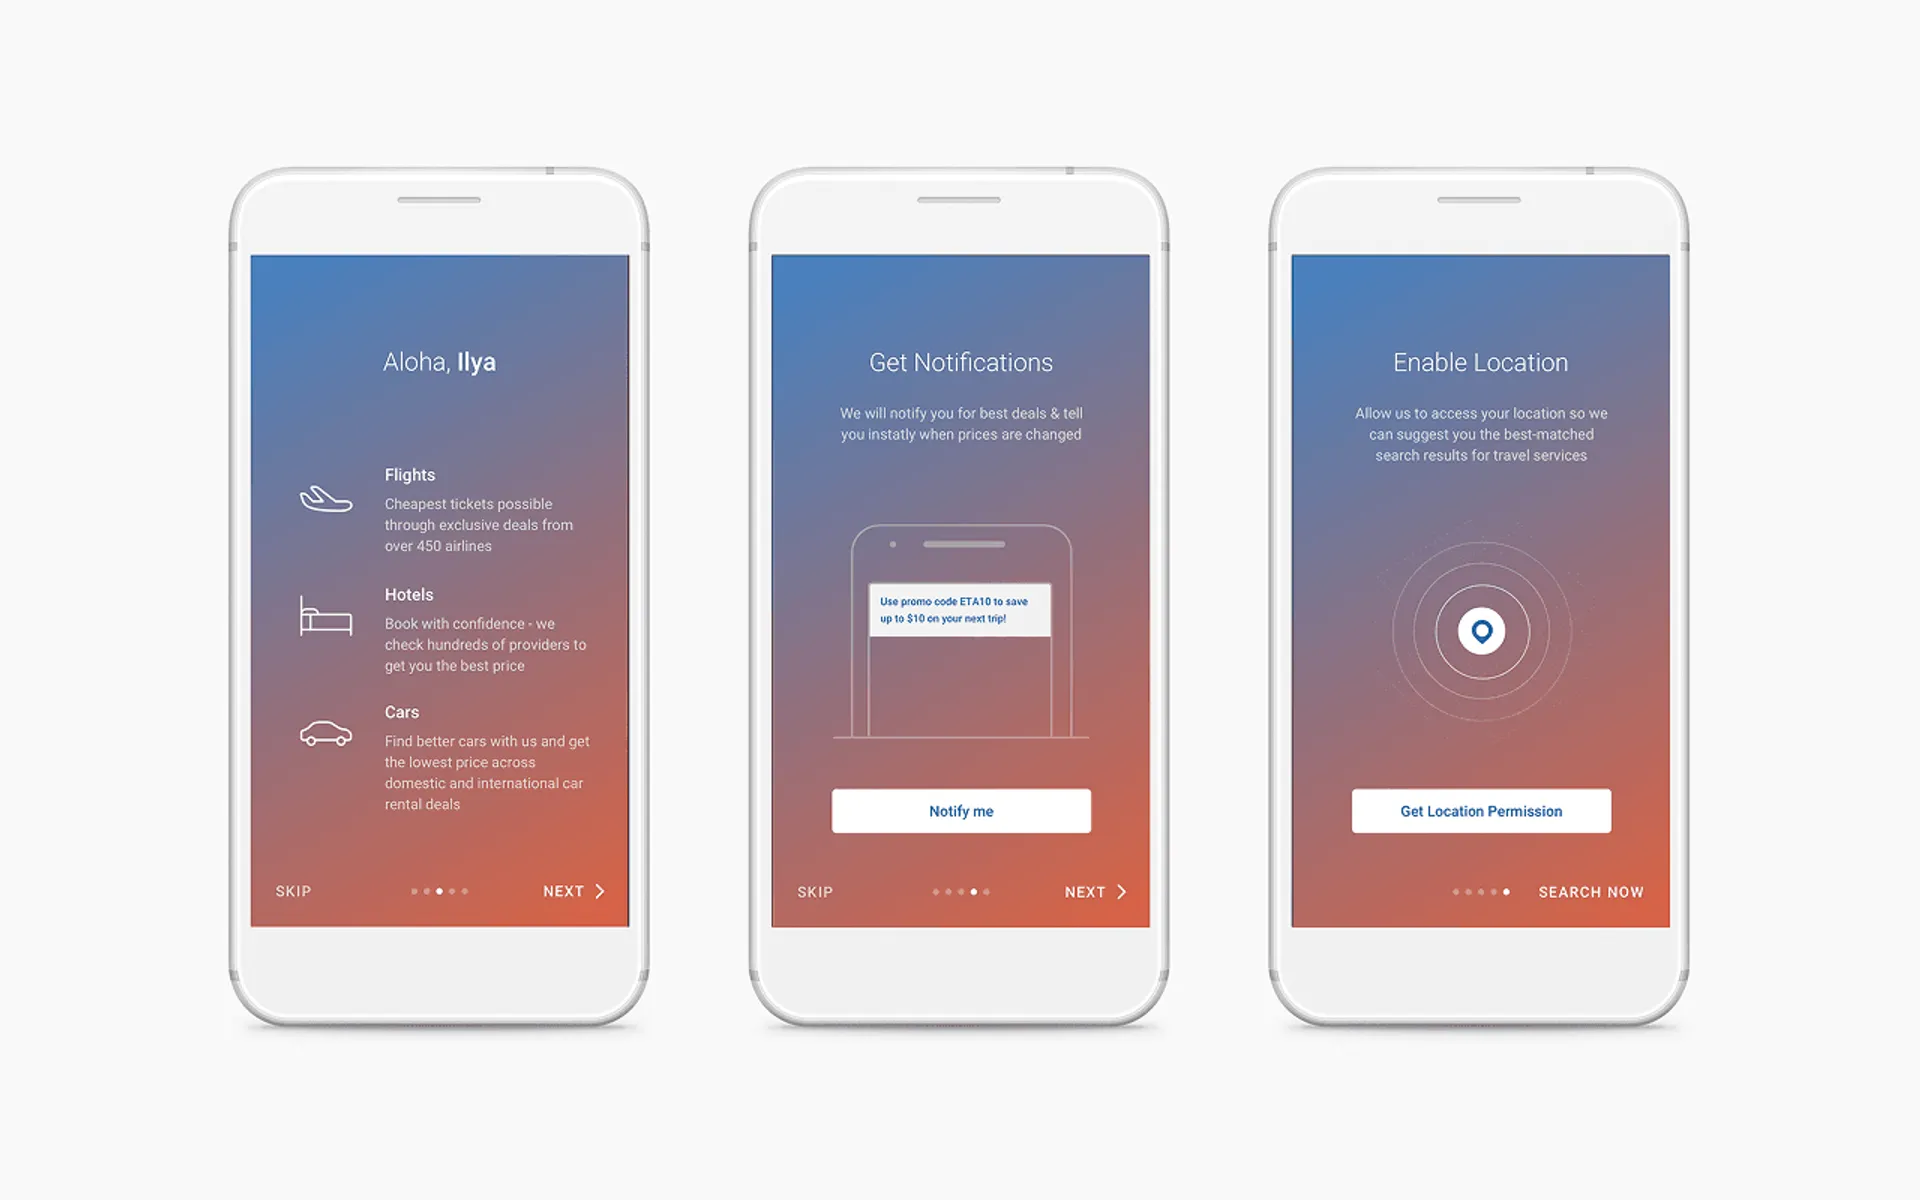 Aloha, Ilya
Flights
Cheapest tickets possible
through exclusive deals from
over 450 airlines
Hotels
Book with confidence - we
check hundreds of providers to
get you the best price
Cars
Find better cars with us and get
the lowest price across
domestic and international car
rental deals
SKIP
NEXT
Get Notifications
We will notify you for best deals & tell
you instatly when prices are changed
Use promo code ETA10 to save
up to $10 on your next trip!
Notify me
SKIP
NEXT
Enable Location
Allow us to access your location so we
can suggest you the best-matched
search results for travel services
Get Location Permission
SEARCH NOW